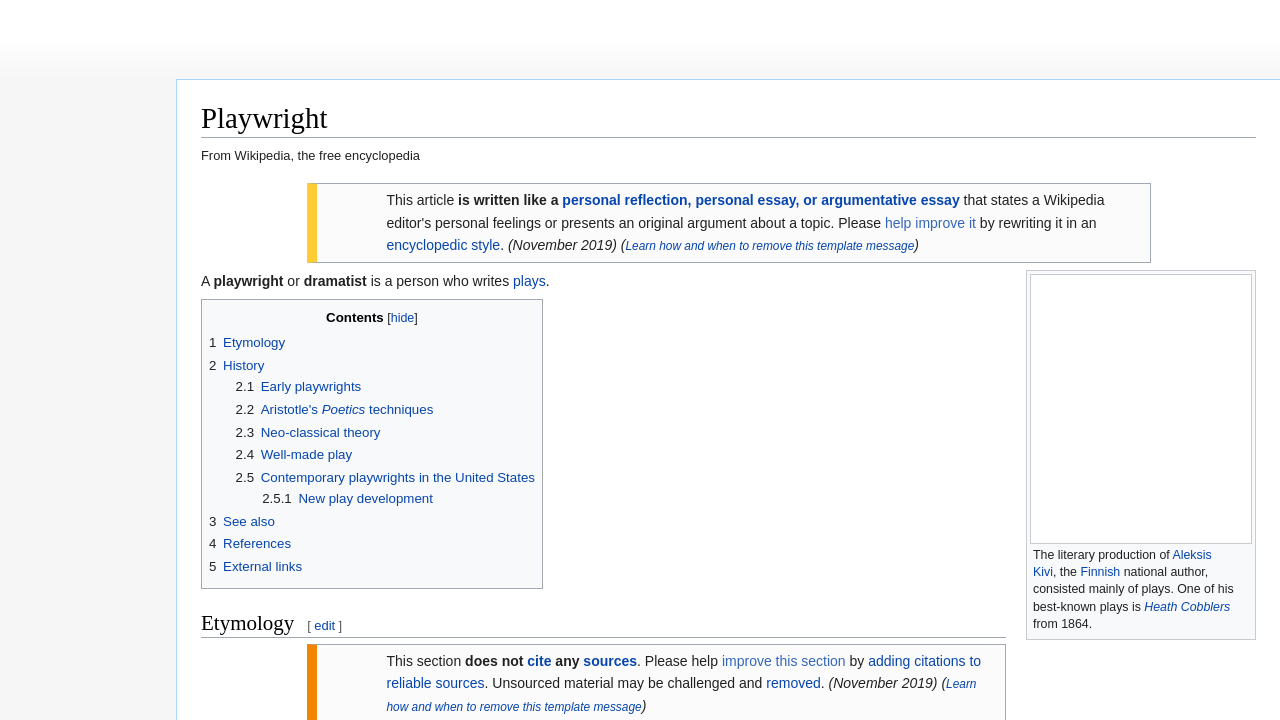 Playwright
From Wikipedia, the free encyclopedia
This article is written like a personal reflection, personal essay, or argumentative essay that states a Wikipedia
editor's personal feelings or presents an original argument about a topic. Please help improve it by rewriting it in an
encyclopedic style. (November 2019) (Learn how and when to remove this template message)
A playwright or dramatist is a person who writes plays.
Contents [hide]
1 Etymology
2 History
2.1 Early playwrights
2.2 Aristotle's Poetics techniques
2.3 Neo-classical theory
2.4 Well-made play
2.5 Contemporary playwrights in the United States
2.5.1 New play development
3 See also
4 References
5 External links
The literary production of Aleksis
Kivi, the Finnish national author,
consisted mainly of plays. One of his
best-known plays is Heath Cobblers
from 1864.
Etymology [ edit ]
This section does not cite any sources. Please help improve this section by adding citations to
reliable sources. Unsourced material may be challenged and removed. (November 2019) (Learn
how and when to remove this template message)